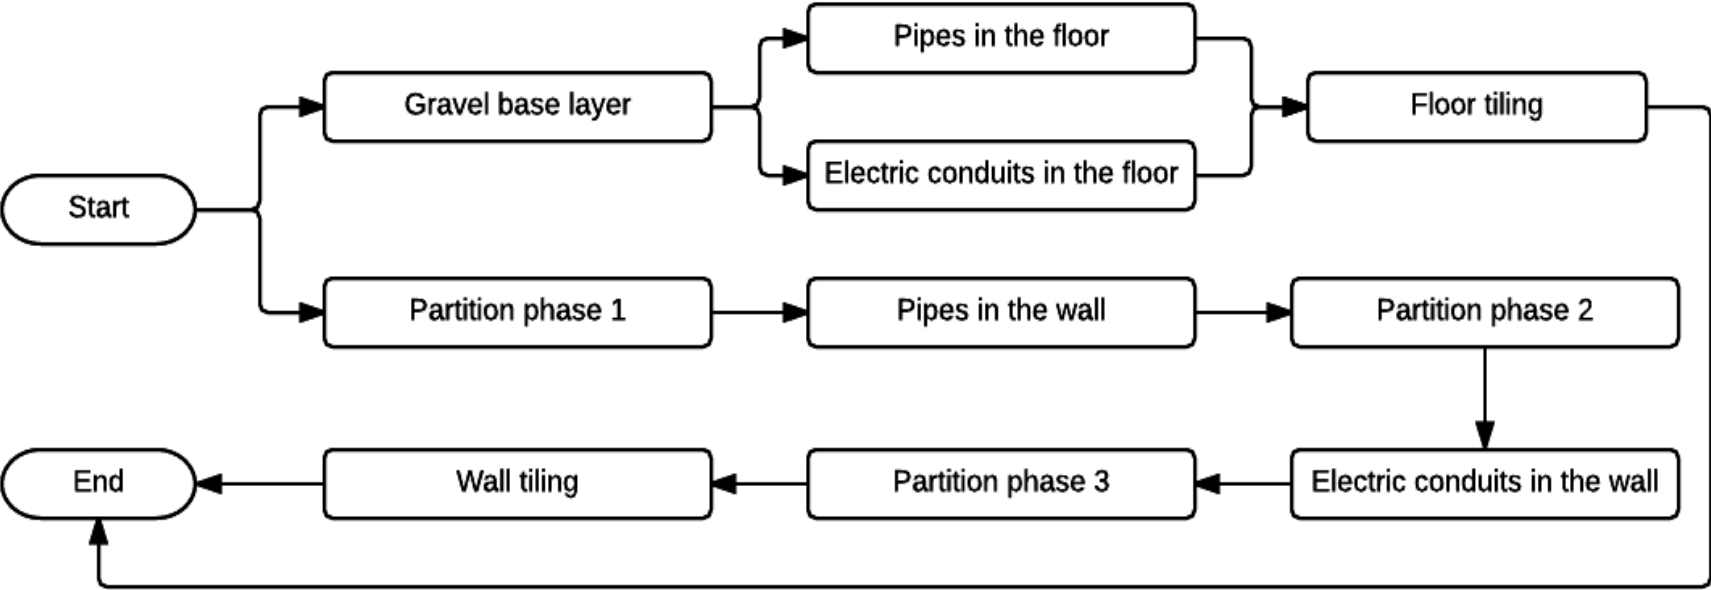 Pipes in the floor
Gravel base layer
Floor tiling
Electric conduits in the floor
Start
Partition phase 1
Pipes in the wall
Partition phase 2
End
Wall tiling
Partition phase 3
Electric conduits in the wall